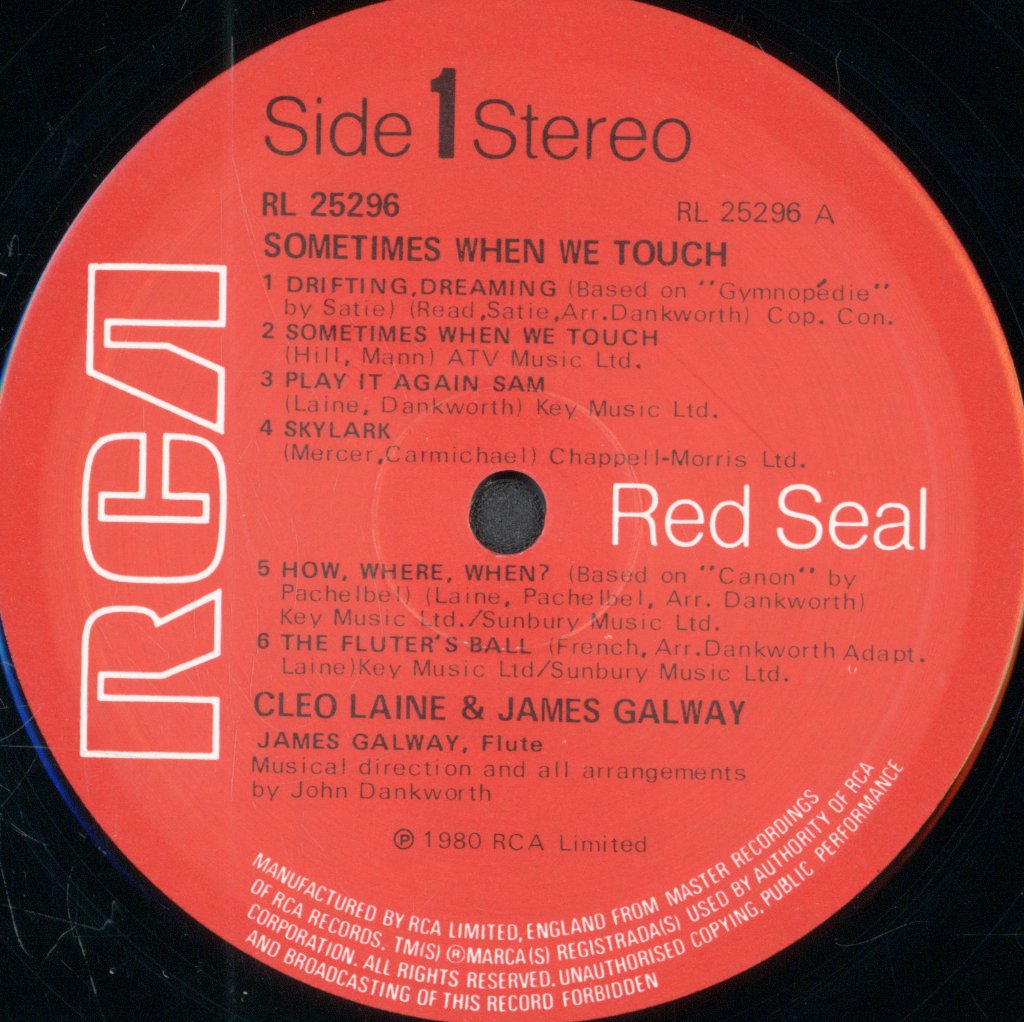 Side 1 Stereo
RL 25296
RL 25296 A
SOMETIMES WHEN WE TOUCH
1 DRIFTING,DREAMING (Based on "Gymnopédie"
by Satie) (Read,Satie,Arr.Dankworth) Cop. Con.
2 SOMETIMES WHEN WE TOUCH
(Hill, Mann) ATV Music Ltd.
3 PLAY IT AGAIN SAM
(Laine, Dankworth) Key Music Ltd.
4 SKYLARK
(Mercer,Carmichael) Chappell-Morris Ltd.
RCA
Red Seal
5 HOW, WHERE, WHEN? (Based on "Canon" by
Pachelbel) (Laine, Pachelbel, Arr. Dankworth)
Key Music Ltd./Sunbury Music Ltd.
6 THE FLUTER'S BALL (French, Arr.Dankworth Adapt.
Laine)Key Music Ltd/Sunbury Music Ltd.
CLEO LAINE & JAMES GALWAY
JAMES GALWAY, Flute
Musical direction and all arrangements
by John Dankworth
℗ 1980 RCA Limited
MANUFACTURED BY RCA LIMITED, ENGLAND FROM MASTER RECORDINGS
OF RCA RECORDS. TM(S) ® MARCA(S) REGISTRADA(S) USED BY AUTHORITY OF RCA
CORPORATION. ALL RIGHTS RESERVED. UNAUTHORISED COPYING, PUBLIC PERFORMANCE
AND BROADCASTING OF THIS RECORD FORBIDDEN